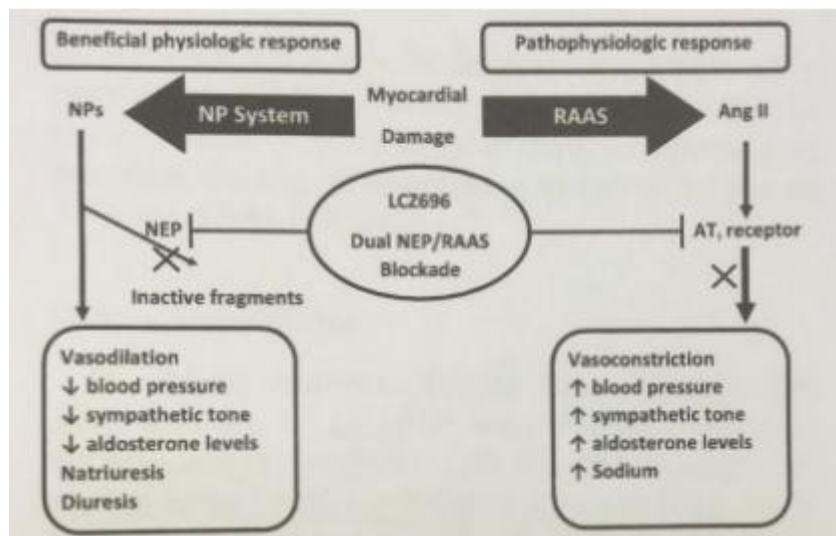 Beneficial physiologic response
Pathophysiologic response
NPs
NP System
Myocardial
Damage
RAAS
Ang II
LCZ696
Dual NEP/RAAS
Blockade
NEP
AT, receptor
Inactive fragments
Vasodilation
↓ blood pressure
↓ sympathetic tone
↓ aldosterone levels
Natriuresis
Diuresis
Vasoconstriction
↑ blood pressure
↑ sympathetic tone
↑ aldosterone levels
↑ Sodium